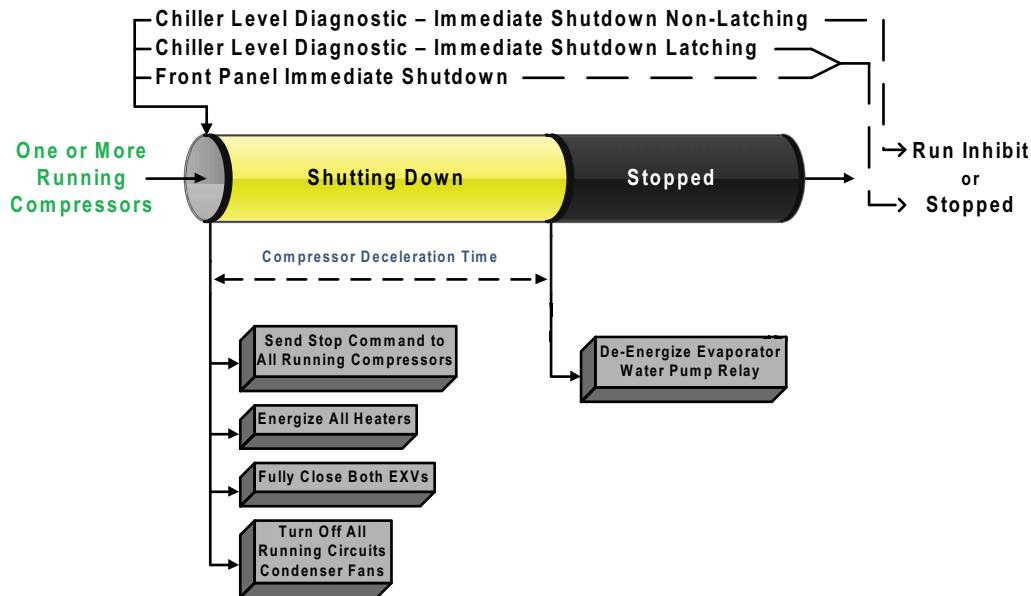 Chiller Level Diagnostic – Immediate Shutdown Non-Latching
Chiller Level Diagnostic – Immediate Shutdown Latching
Front Panel Immediate Shutdown
One or More
Running
Compressors
Shutting Down
Stopped
Run Inhibit
or
Stopped
Compressor Deceleration Time
Send Stop Command to
All Running Compressors
De-Energize Evaporator
Water Pump Relay
Energize All Heaters
Fully Close Both EXVs
Turn Off All
Running Circuits
Condenser Fans